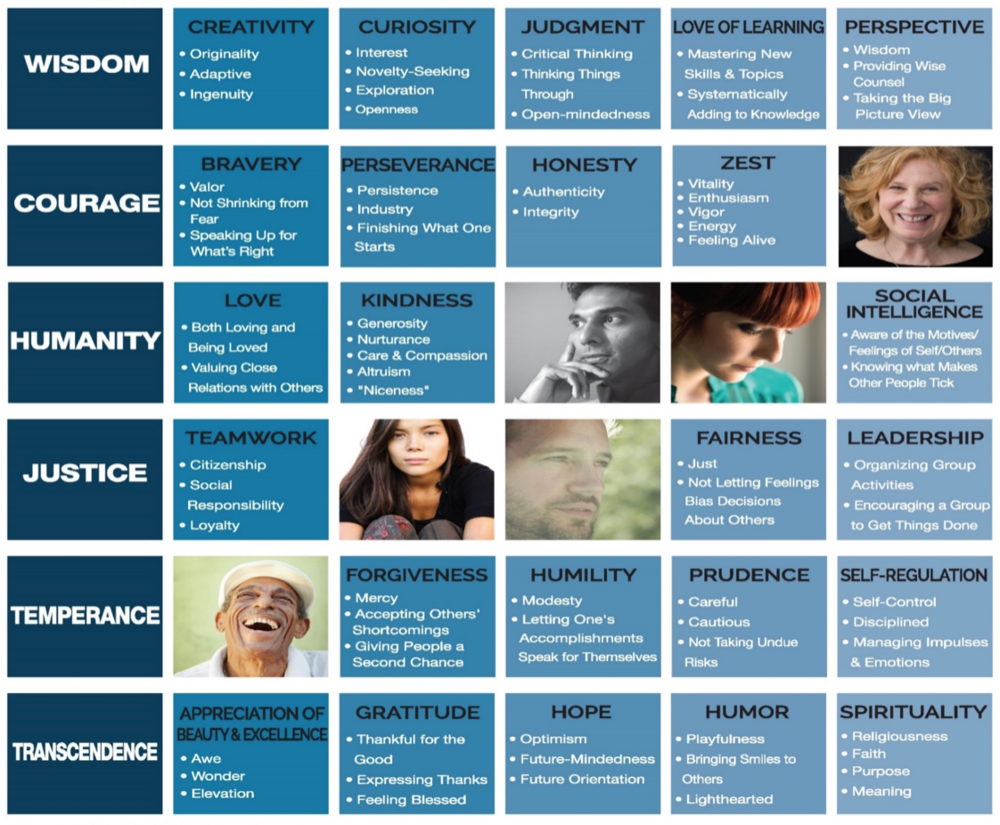 WISDOM
CREATIVITY
• Originality
• Adaptive
• Ingenuity
CURIOSITY
• Interest
• Novelty-Seeking
• Exploration
• Openness
JUDGMENT
• Critical Thinking
• Thinking Things
Through
• Open-mindedness
LOVE OF LEARNING
• Mastering New
Skills & Topics
• Systematically
Adding to Knowledge
PERSPECTIVE
• Wisdom
• Providing Wise
Counsel
• Taking the Big
Picture View
COURAGE
BRAVERY
• Valor
• Not Shrinking from
Fear
• Speaking Up for
What's Right
PERSEVERANCE
• Persistence
• Industry
• Finishing What One
Starts
HONESTY
• Authenticity
• Integrity
ZEST
• Vitality
• Enthusiasm
• Vigor
• Energy
• Feeling Alive
HUMANITY
LOVE
• Both Loving and
Being Loved
• Valuing Close
Relations with Others
KINDNESS
• Generosity
• Nurturance
• Care & Compassion
• Altruism
• "Niceness"
SOCIAL
INTELLIGENCE
• Aware of the Motives/
Feelings of Self/Others
• Knowing what Makes
Other People Tick
JUSTICE
TEAMWORK
• Citizenship
• Social
Responsibility
• Loyalty
FAIRNESS
• Just
• Not Letting Feelings
Bias Decisions
About Others
LEADERSHIP
• Organizing Group
Activities
• Encouraging a Group
to Get Things Done
TEMPERANCE
FORGIVENESS
• Mercy
• Accepting Others'
Shortcomings
• Giving People a
Second Chance
HUMILITY
• Modesty
• Letting One's
Accomplishments
Speak for Themselves
PRUDENCE
• Careful
• Cautious
• Not Taking Undue
Risks
SELF-REGULATION
• Self-Control
• Disciplined
• Managing Impulses
& Emotions
TRANSCENDENCE
APPRECIATION OF
BEAUTY & EXCELLENCE
• Awe
• Wonder
• Elevation
GRATITUDE
• Thankful for the
Good
• Expressing Thanks
• Feeling Blessed
HOPE
• Optimism
• Future-Mindedness
• Future Orientation
HUMOR
• Playfulness
• Bringing Smiles to
Others
• Lighthearted
SPIRITUALITY
• Religiousness
• Faith
• Purpose
• Meaning